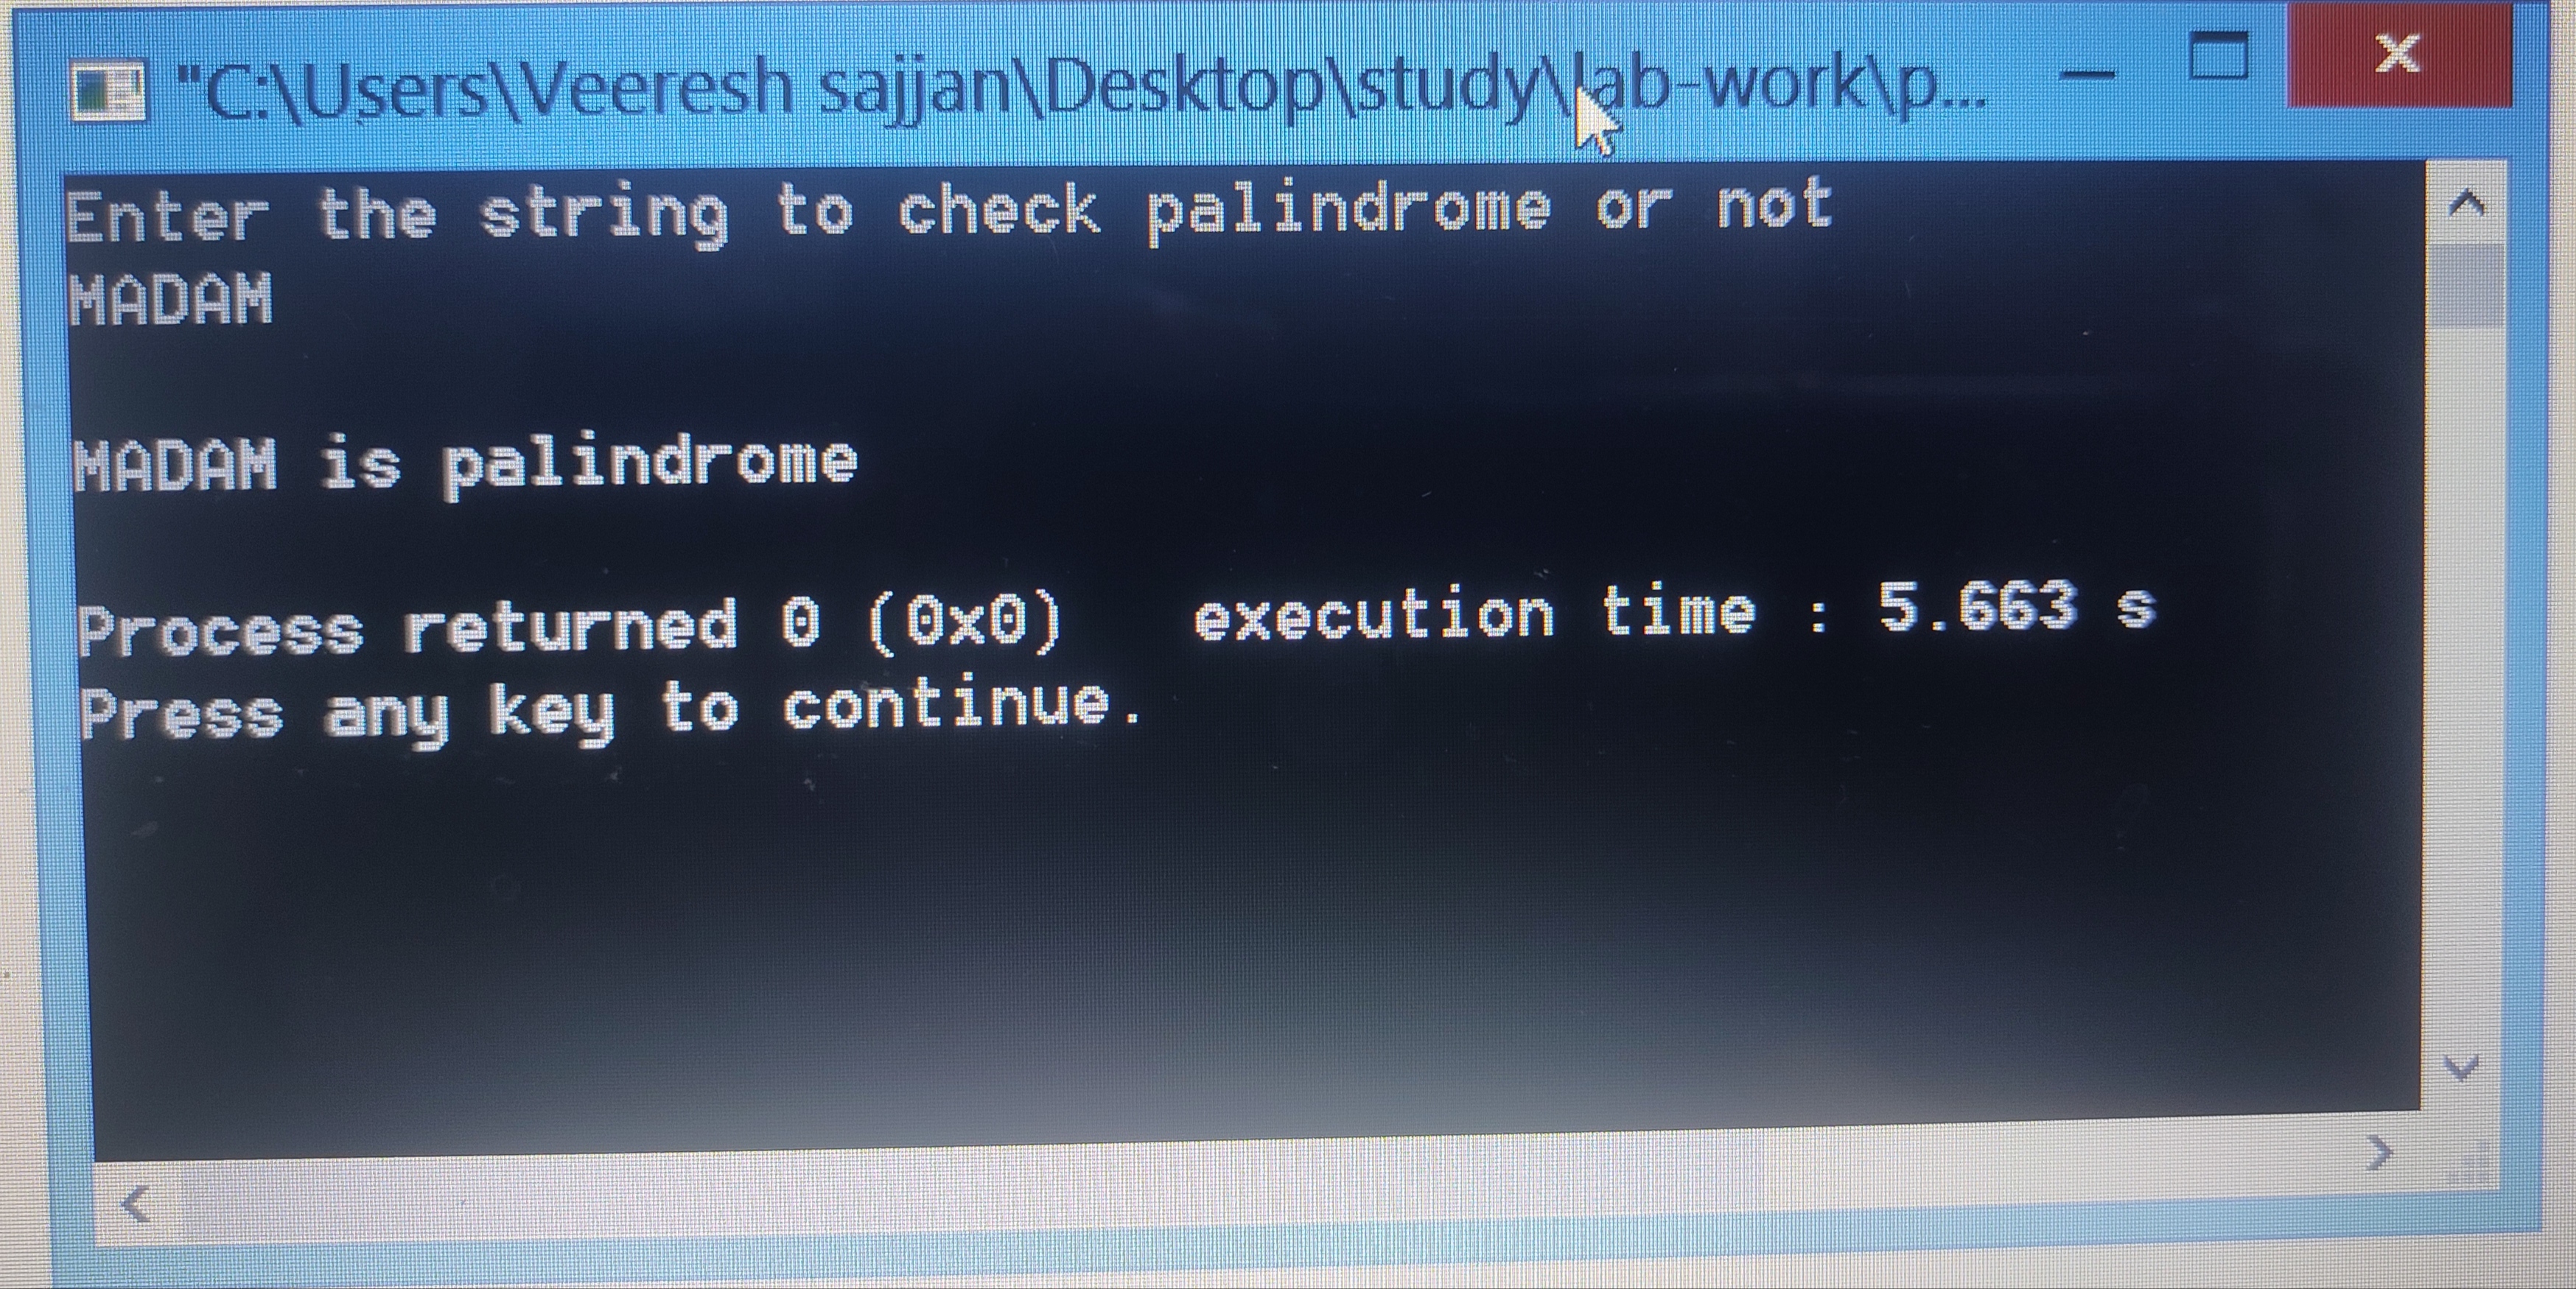 "C:\Users\Veeresh sajjan\Desktop\study\lab-work\p...
Enter the string to check palindrome or not
MADAM
MADAM is palindrome
Process returned 0 (0x0)   execution time : 5.663 s
Press any key to continue.